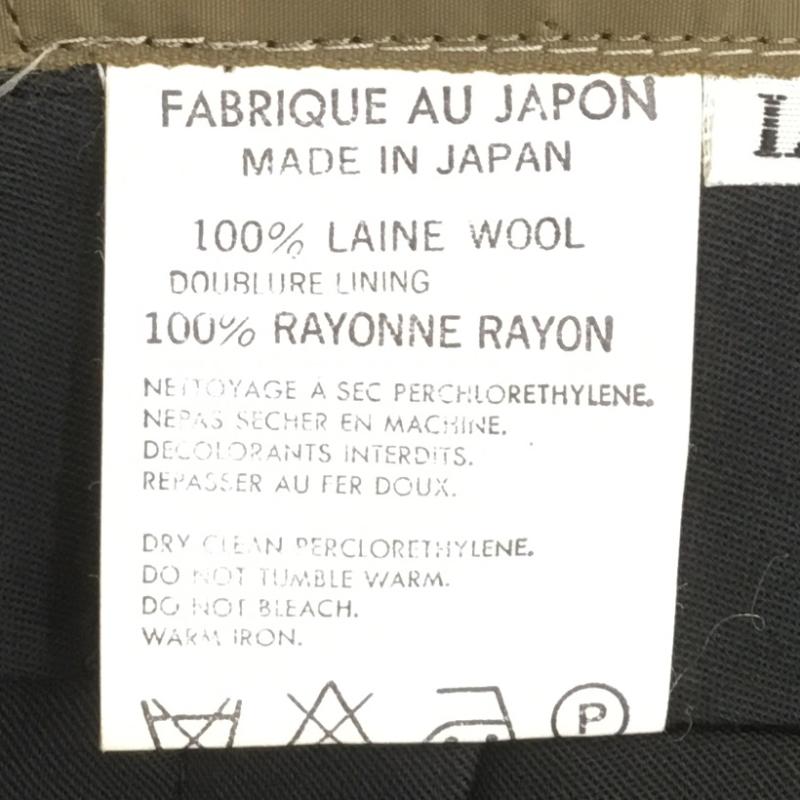 FABRIQUE AU JAPON
MADE IN JAPAN
100% LAINE WOOL
DOUBLURE LINING
100% RAYONNE RAYON
NETTOYAGE À SEC PERCHLORETHYLENE.
NEPAS SECHER EN MACHINE.
DECOLORANTS INTERDITS.
REPASSER AU FER DOUX.
DRY CLEAN PERCLORETHYLENE.
DO NOT TUMBLE WARM.
DO NOT BLEACH.
WARM IRON.
P